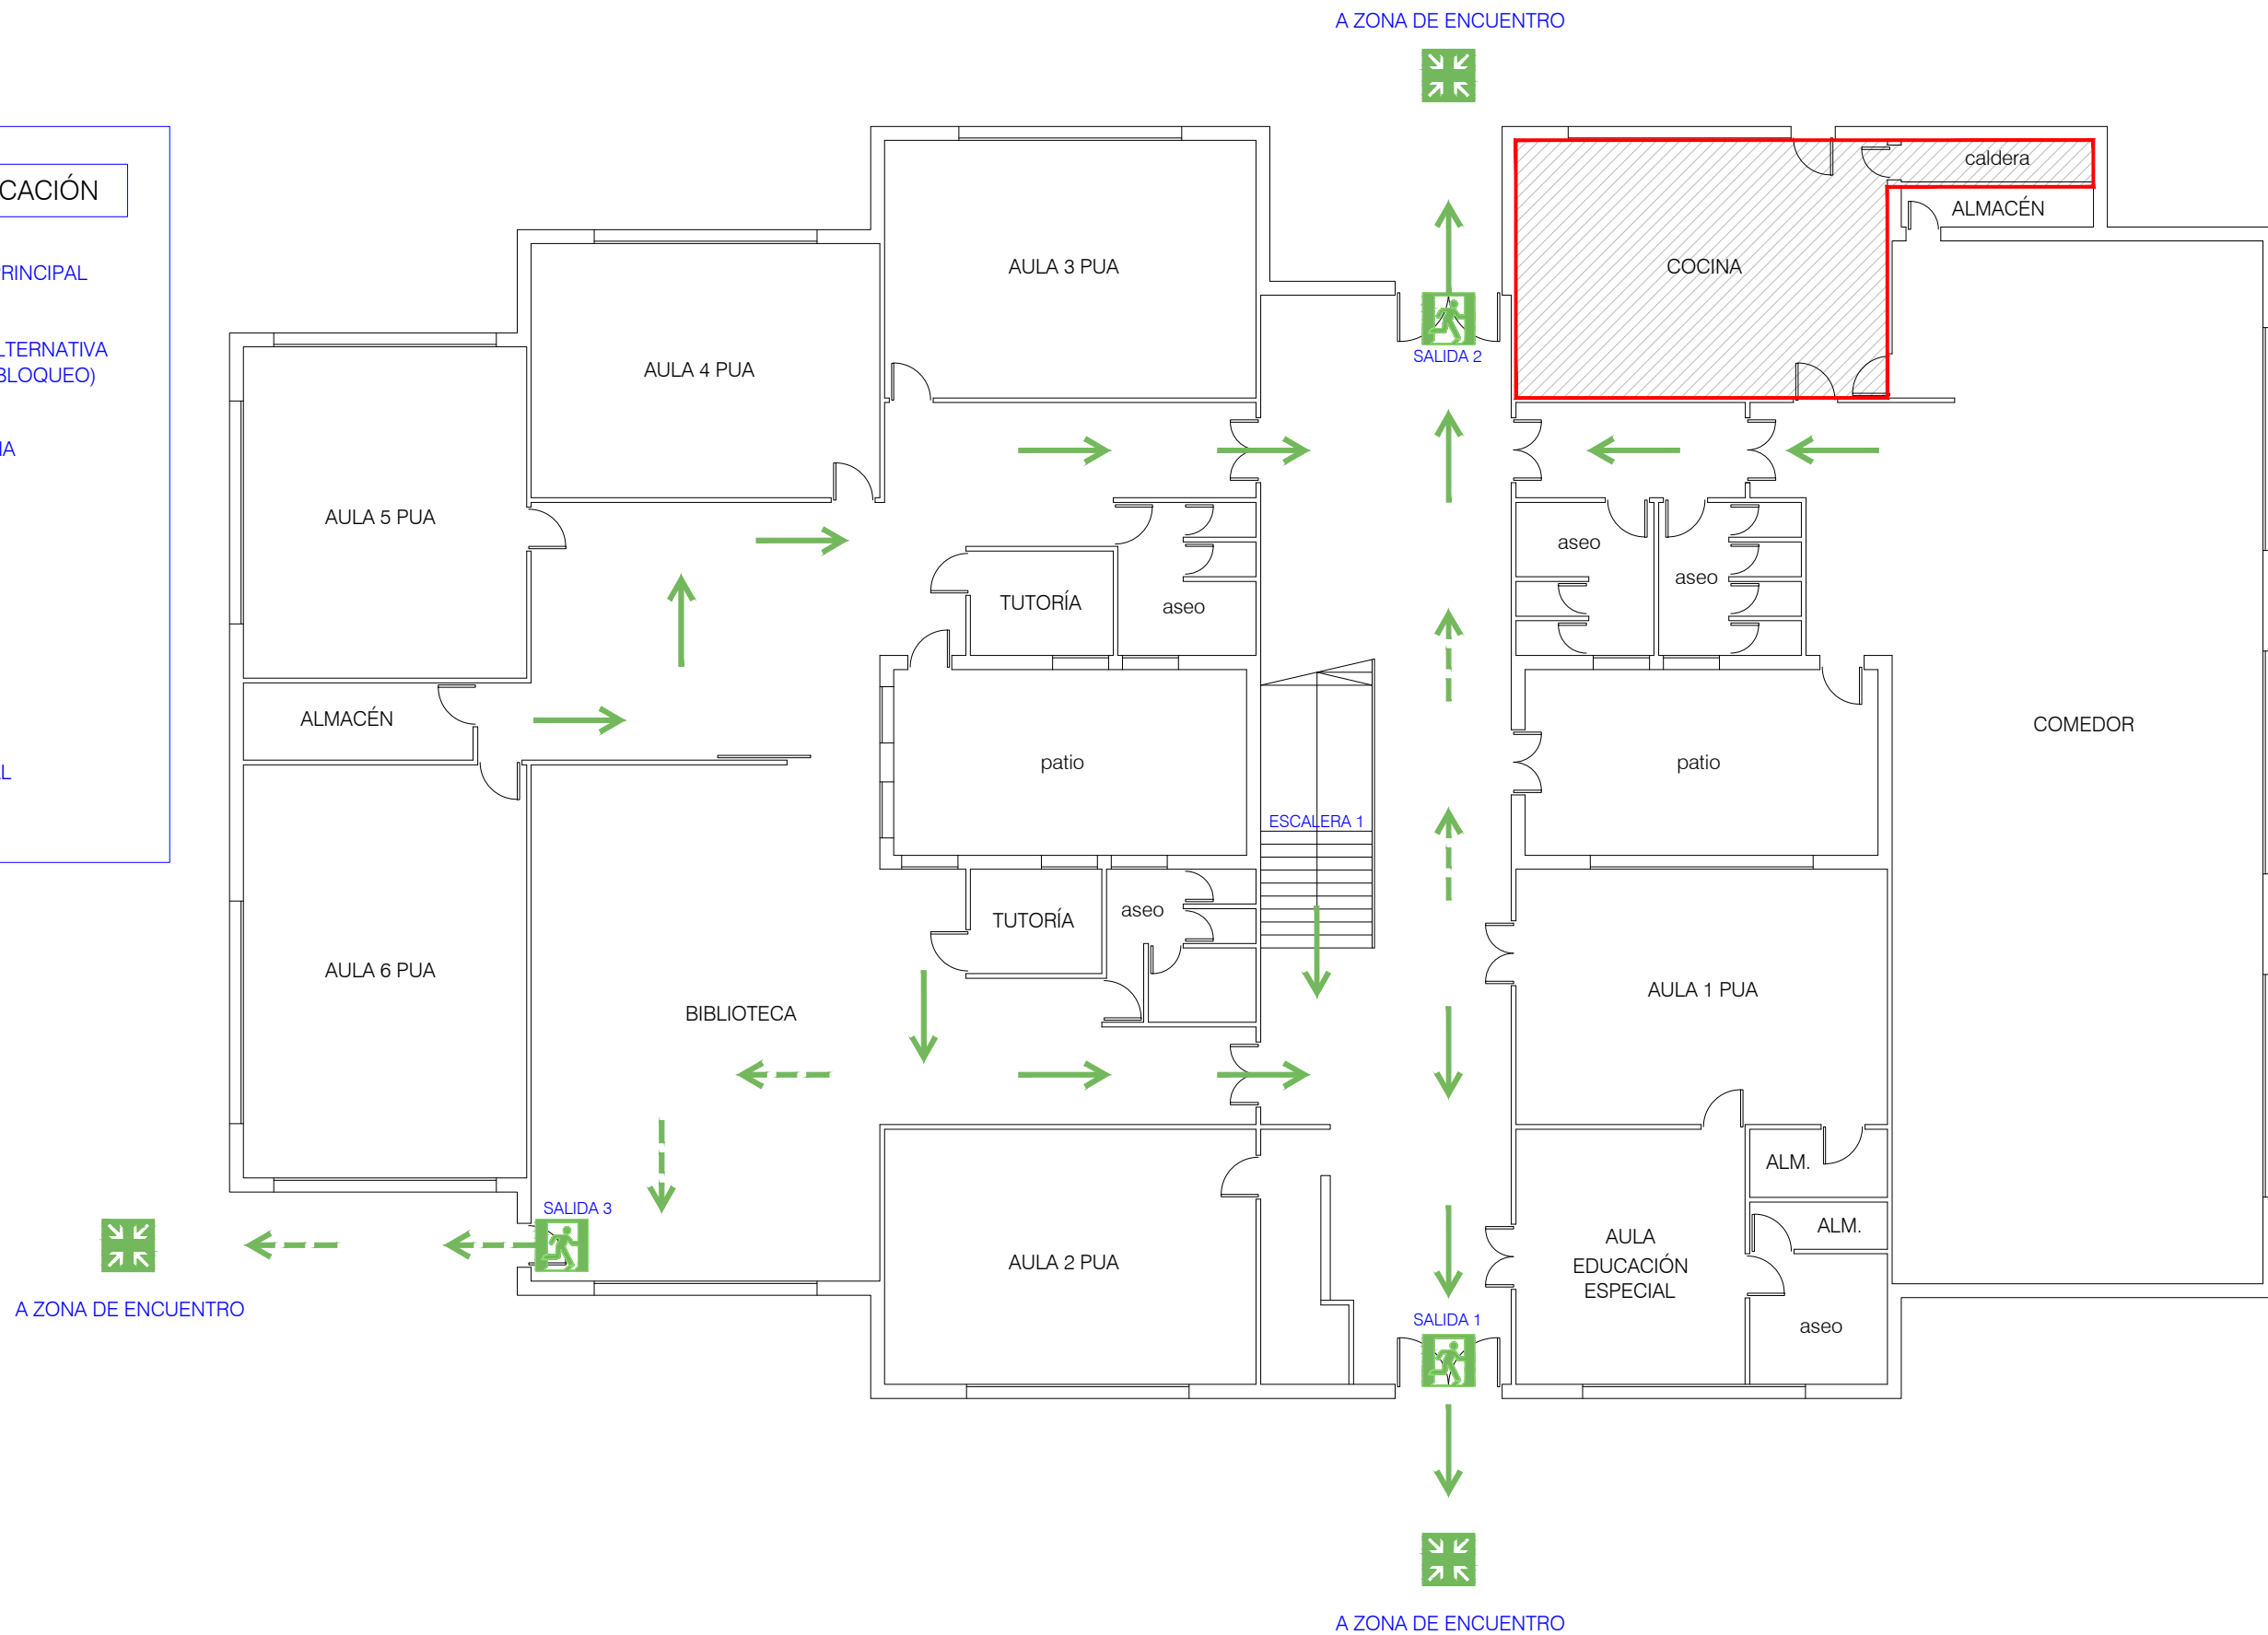 A ZONA DE ENCUENTRO
caldera
CACIÓN
ALMACÉN
AULA 3 PUA
COCINA
PRINCIPAL
LTERNATIVA
SALIDA 2
AULA 4 PUA
BLOQUEO)
AULA 5 PUA
aseo
aseo
TUTORÍA
aseo
ALMACÉN
COMEDOR
patio
patio
ESCALERA 1
TUTORÍA
aseo
AULA 6 PUA
AULA 1 PUA
BIBLIOTECA
ALM.
SALIDA 3
ALM.
AULA
EDUCACIÓN
ESPECIAL
AULA 2 PUA
A ZONA DE ENCUENTRO
SALIDA 1
aseo
A ZONA DE ENCUENTRO